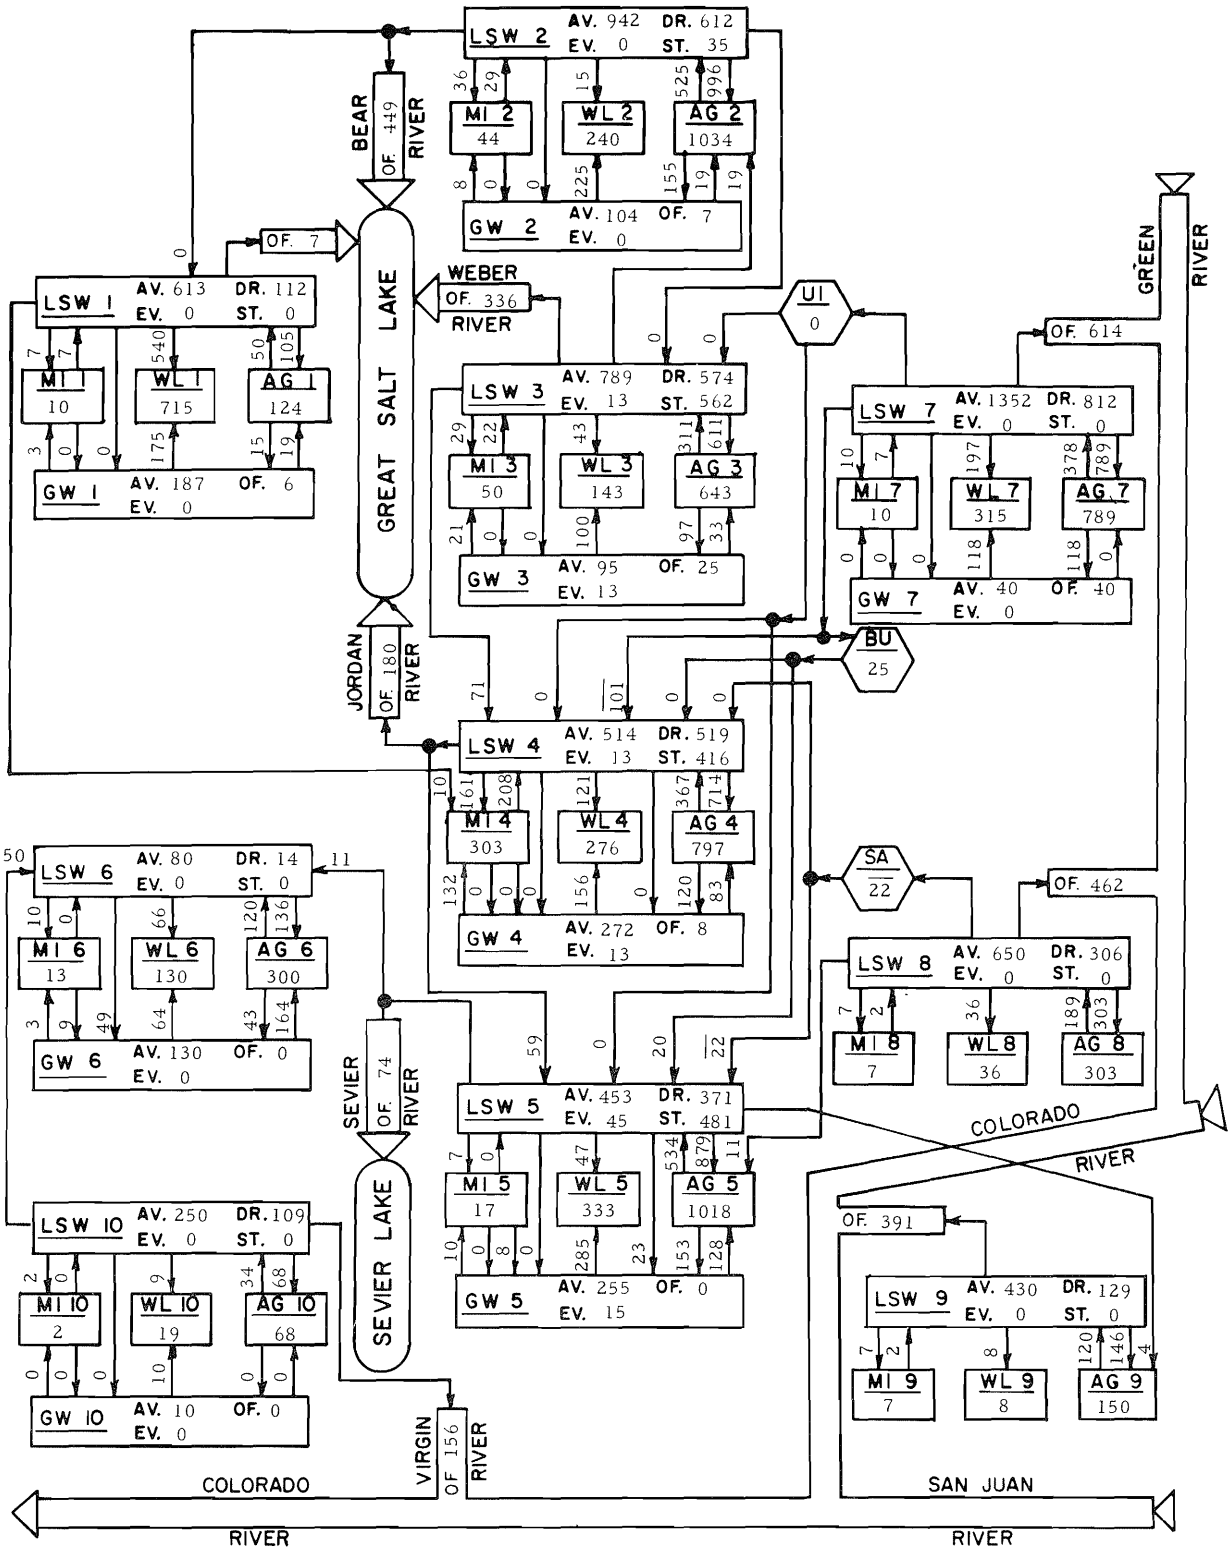 LSW 2 AV. 942 DR. 612
EV. 0 ST. 35
36 29 15 525 996
MI 2 WL 2 AG 2
44 240 1034
8 0 0 225 155 19 19
GW 2 AV. 104 OF. 7
EV. 0
BEAR RIVER
OF. 449
0
OF. 7
LSW 1 AV. 613 DR. 112
EV. 0 ST. 0
7 7 540 50 105
MI 1 WL 1 AG 1
10 715 124
3 0 0 175 15 19
GW 1 AV. 187 OF. 6
EV. 0
GREAT SALT LAKE
WEBER
OF. 336
RIVER
0 0
UI
0
LSW 3 AV. 789 DR. 574
EV. 13 ST. 562
29 22 43 311 611
MI 3 WL 3 AG 3
50 143 643
21 0 0 100 97 33
GW 3 AV. 95 OF. 25
EV. 13
GREEN RIVER
OF. 614
LSW 7 AV. 1352 DR. 812
EV. 0 ST. 0
10 7 197 378 789
MI 7 WL 7 AG 7
10 315 789
0 0 0 118 118 0
GW 7 AV. 40 OF. 40
EV. 0
BU
25
JORDAN RIVER
OF. 180
71 0 101 0 0
LSW 4 AV. 514 DR. 519
EV. 13 ST. 416
10 161 208 121 367 714
MI 4 WL 4 AG 4
303 276 797
132 0 0 0 156 0 120 83
GW 4 AV. 272 OF. 8
EV. 13
50 11
LSW 6 AV. 80 DR. 14
EV. 0 ST. 0
10 0 66 120 136
MI 6 WL 6 AG 6
13 130 300
3 9 49 64 43 164
GW 6 AV. 130 OF. 0
EV. 0
SA
22
OF. 462
LSW 8 AV. 650 DR. 306
EV. 0 ST. 0
7 2 36 189 303
MI 8 WL 8 AG 8
7 36 303
SEVIER RIVER
OF 74
59 0 20 22
LSW 5 AV. 453 DR. 371
EV. 45 ST. 481
7 0 47 534 879 11
MI 5 WL 5 AG 5
17 333 1018
10 0 8 0 285 23 153 128
GW 5 AV. 255 OF. 0
EV. 15
COLORADO
RIVER
SEVIER LAKE
LSW 10 AV. 250 DR. 109
EV. 0 ST. 0
2 0 9 34 68
MI 10 WL 10 AG 10
2 19 68
0 0 0 10 0 0
GW 10 AV. 10 OF. 0
EV. 0
OF. 391
LSW 9 AV. 430 DR. 129
EV. 0 ST. 0
7 2 8 120 146 4
MI 9 WL 9 AG 9
7 8 150
VIRGIN RIVER
OF 156
COLORADO
RIVER
SAN JUAN
RIVER